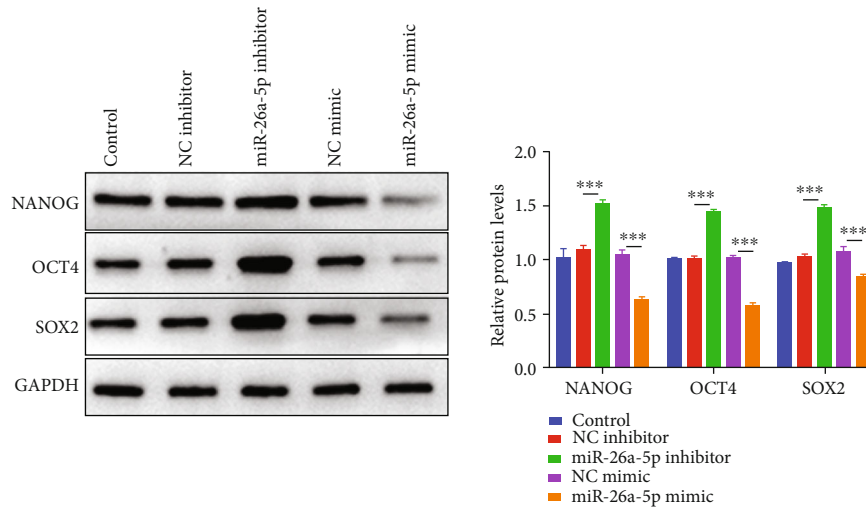 Control
NC inhibitor
miR-26a-5p inhibitor
NC mimic
miR-26a-5p mimic
NANOG
OCT4
SOX2
GAPDH
Relative protein levels
2.0
1.5
1.0
0.5
0.0
*** *** *** *** *** ***
NANOG OCT4 SOX2
Control
NC inhibitor
miR-26a-5p inhibitor
NC mimic
miR-26a-5p mimic